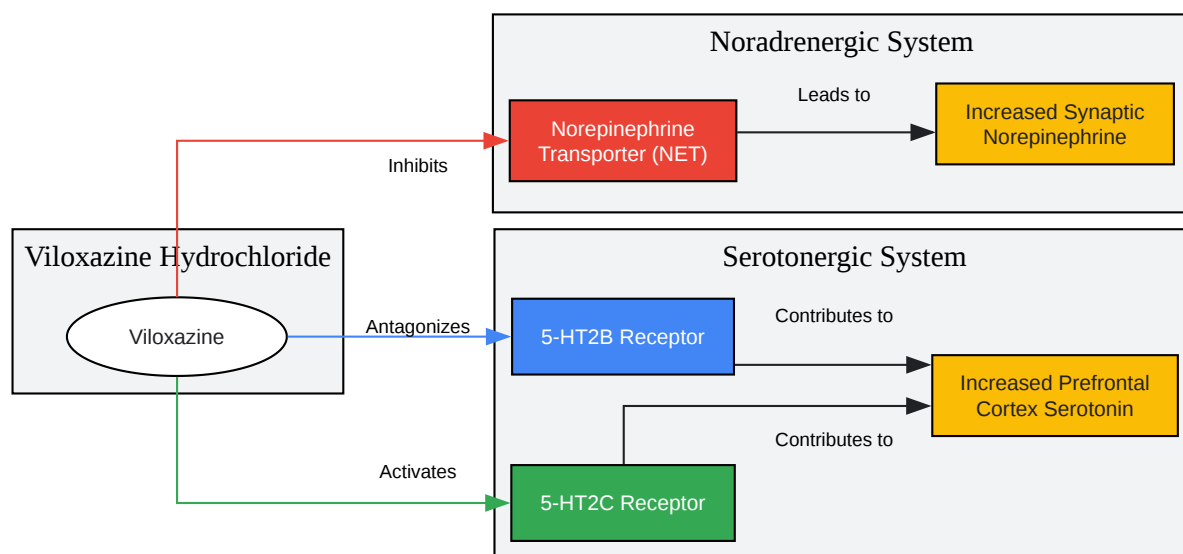 Noradrenergic System
Leads to
Norepinephrine
Transporter (NET)
Increased Synaptic
Norepinephrine
Inhibits
Viloxazine Hydrochloride
Viloxazine
Serotonergic System
Antagonizes
5-HT2B Receptor
Contributes to
Increased Prefrontal
Cortex Serotonin
Contributes to
Activates
5-HT2C Receptor